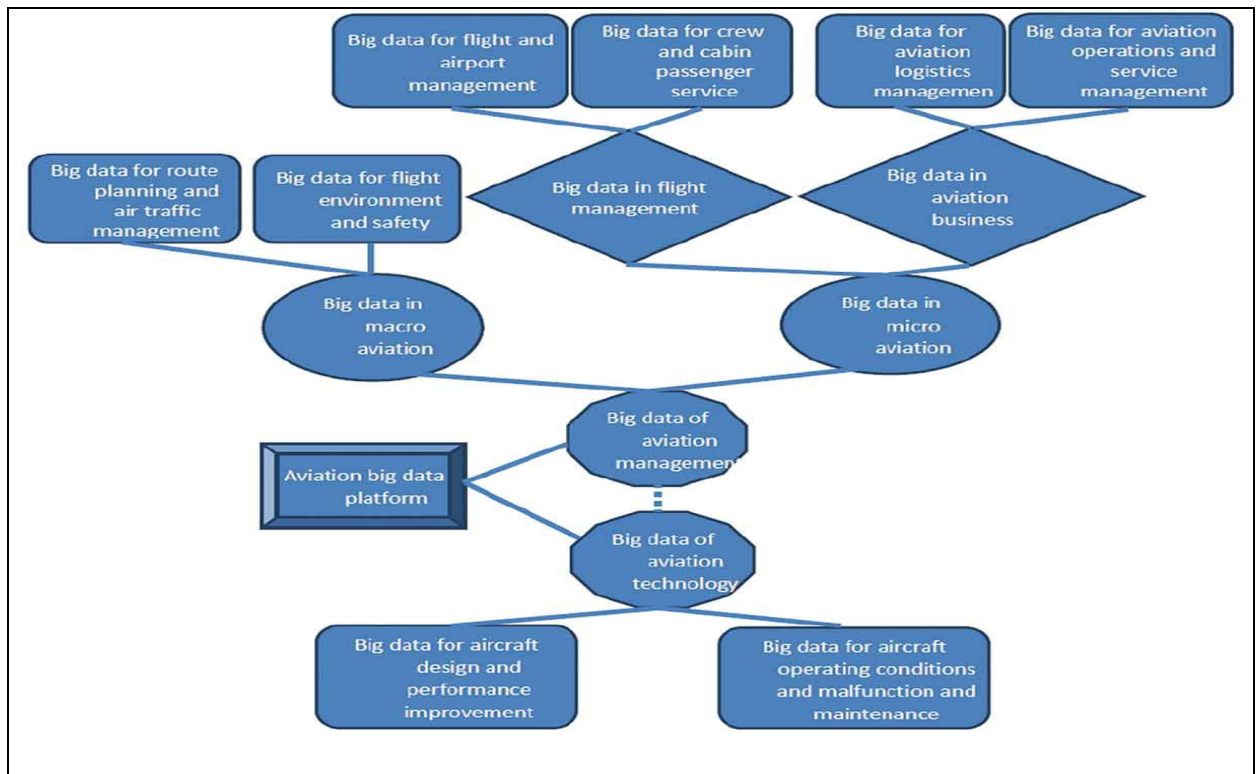 Big data for flight and
airport
management
Big data for crew
and cabin
passenger
service
Big data for
aviation
logistics
managemen
Big data for aviation
operations and
service
management
Big data for route
planning and
air traffic
management
Big data for flight
environment
and safety
Big data in flight
management
Big data in
aviation
business
Big data in
macro
aviation
Big data in
micro
aviation
Big data of
aviation
management
Aviation big data
platform
Big data of
aviation
technology
Big data for aircraft
design and
performance
improvement
Big data for aircraft
operating conditions
and malfunction and
maintenance